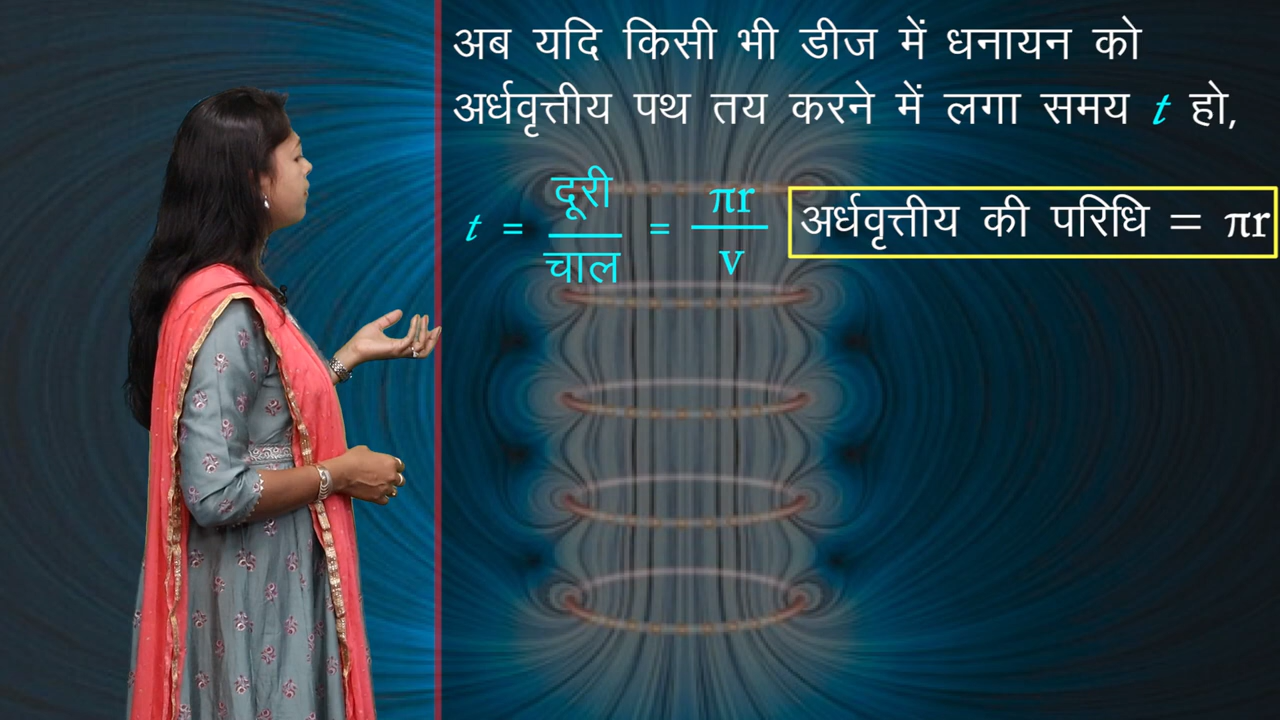 अब यदि किसी भी डीज में धनायन को
अर्धवृत्तीय पथ तय करने में लगा समय t हो,
t = दूरी / चाल = πr / v
अर्धवृत्तीय की परिधि = πr